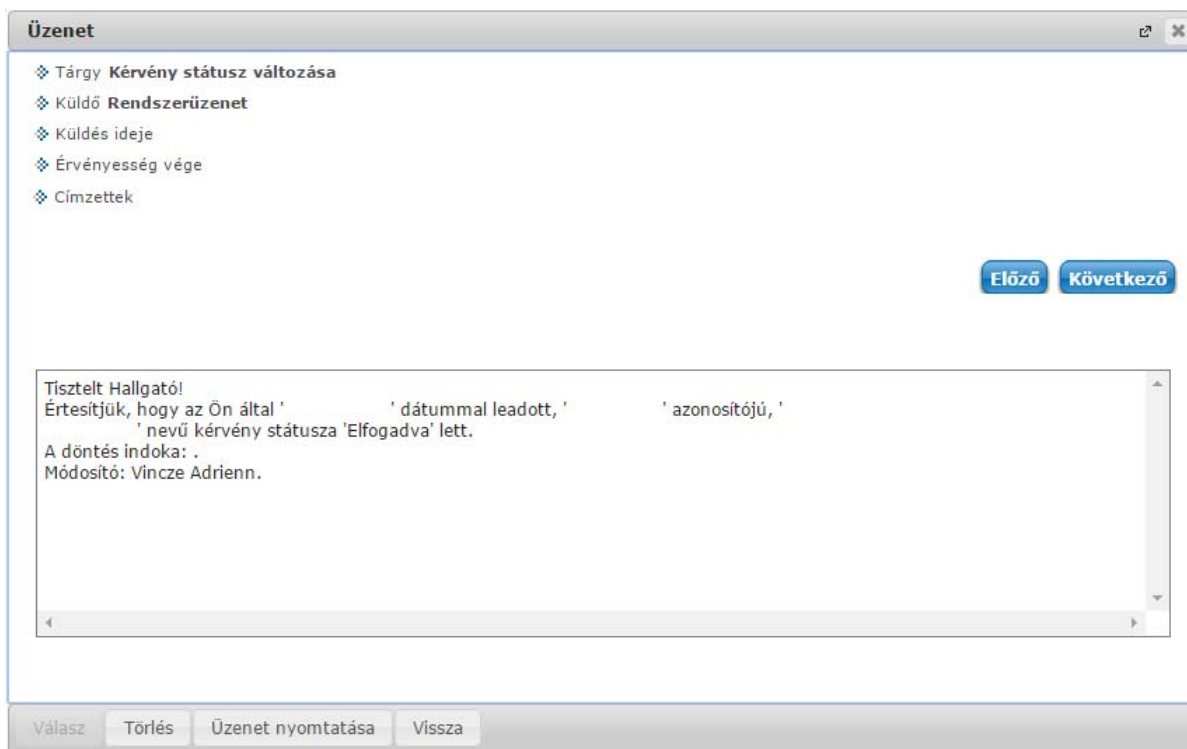 Üzenet
Tárgy Kérvény státusz változása
Küldő Rendszerüzenet
Küldés ideje
Érvényesség vége
Címzettek
Előző Következő
Tisztelt Hallgató!
Értesítjük, hogy az Ön által ' ' dátummal leadott, ' ' azonosítójú, '
' nevű kérvény státusza 'Elfogadva' lett.
A döntés indoka: .
Módosító: Vincze Adrienn.
Válasz Törlés Üzenet nyomtatása Vissza